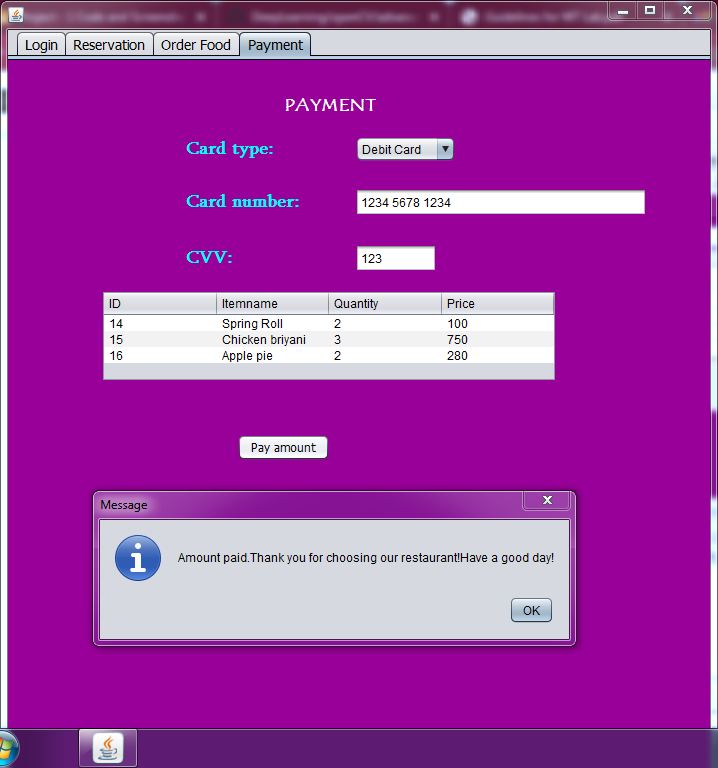 Login Reservation Order Food Payment
PAYMENT
Card type: Debit Card
Card number: 1234 5678 1234
CVV: 123
ID Itemname Quantity Price
14 Spring Roll 2 100
15 Chicken briyani 3 750
16 Apple pie 2 280
Pay amount
Message
Amount paid.Thank you for choosing our restaurant!Have a good day!
OK